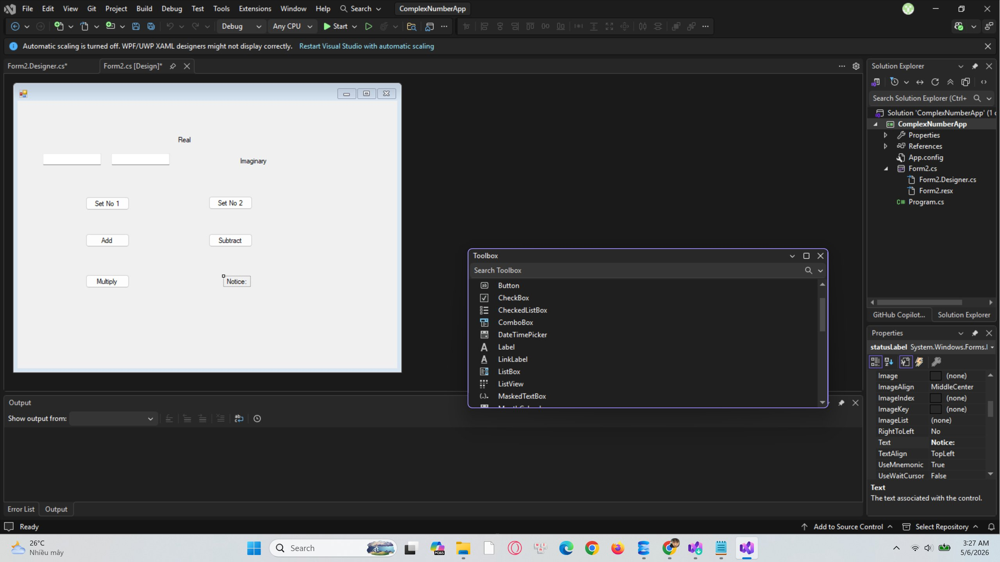 File Edit View Git Project Build Debug Test Tools Extensions Window Help Search ComplexNumberApp
Debug Any CPU Start
Automatic scaling is turned off. WPF/UWP XAML designers might not display correctly. Restart Visual Studio with automatic scaling
Form2.Designer.cs* Form2.cs [Design]*
Real
Imaginary
Set No 1 Set No 2
Add Subtract
Multiply Notice:
Toolbox
Search Toolbox
Button
CheckBox
CheckedListBox
ComboBox
DateTimePicker
Label
LinkLabel
ListBox
ListView
MaskedTextBox
Output
Show output from:
Error List Output
Solution Explorer
Search Solution Explorer (Ctrl+
Solution 'ComplexNumberApp' (1
ComplexNumberApp
Properties
References
App.config
Form2.cs
Form2.Designer.cs
Form2.resx
C# Program.cs
GitHub Copilot... Solution Explorer
Properties
statusLabel System.Windows.Forms.l
Image (none)
ImageAlign MiddleCenter
ImageIndex (none)
ImageKey (none)
ImageList (none)
RightToLeft No
Text Notice:
TextAlign TopLeft
UseMnemonic True
UseWaitCursor False
Text
The text associated with the control.
Ready Add to Source Control Select Repository
26°C
Nhiều mây
Search
M365
3:27 AM
5/6/2026